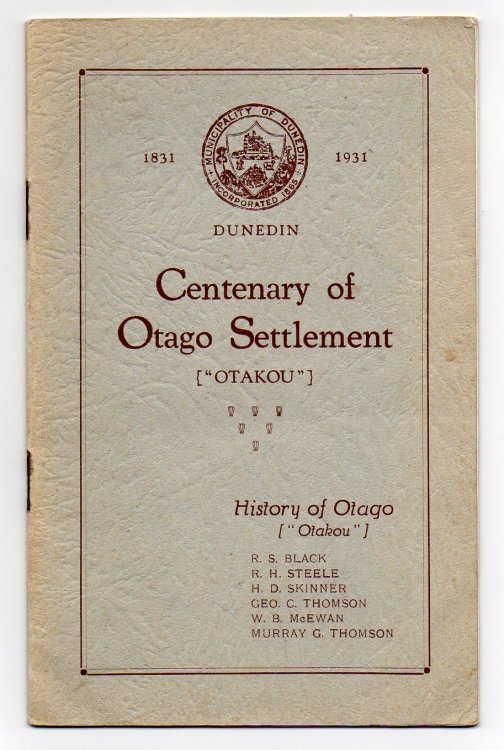 MUNICIPALITY OF DUNEDIN
INCORPORATED 1865
1831
1931
DUNEDIN
Centenary of
Otago Settlement
["OTAKOU"]
History of Otago
["Otakou"]
R. S. BLACK
R. H. STEELE
H. D. SKINNER
GEO. C. THOMSON
W. B. McEWAN
MURRAY G. THOMSON